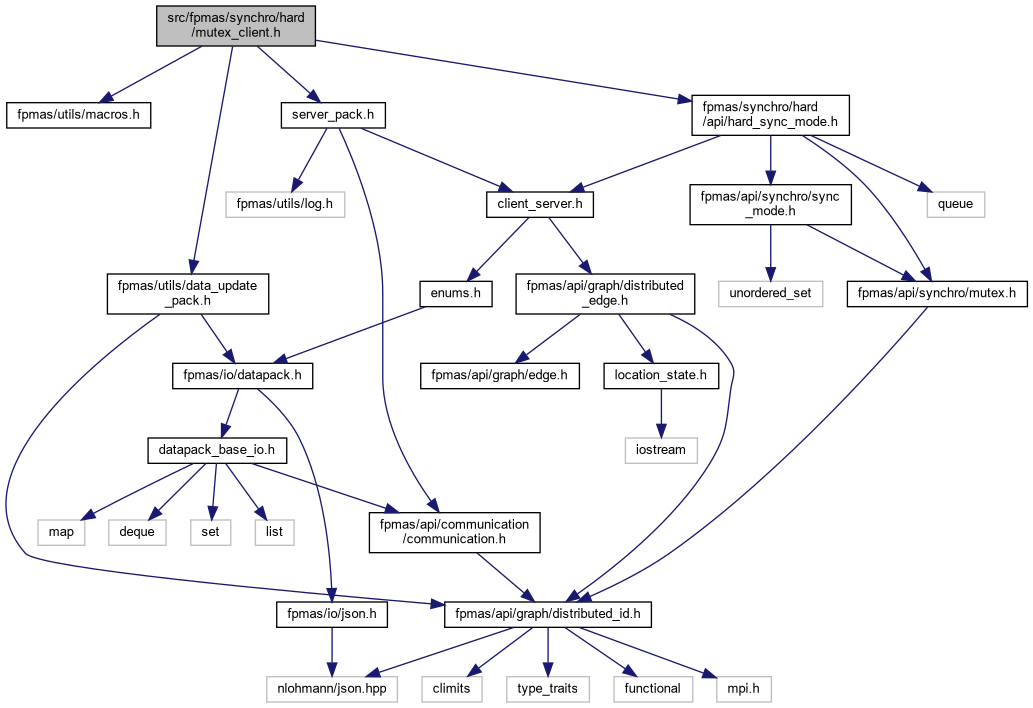 src/fpmas/synchro/hard
/mutex_client.h
fpmas/utils/macros.h
server_pack.h
fpmas/synchro/hard
/api/hard_sync_mode.h
fpmas/utils/log.h
client_server.h
fpmas/api/synchro/sync
_mode.h
queue
fpmas/utils/data_update
_pack.h
enums.h
fpmas/api/graph/distributed
_edge.h
unordered_set
fpmas/api/synchro/mutex.h
fpmas/io/datapack.h
fpmas/api/graph/edge.h
location_state.h
datapack_base_io.h
iostream
map
deque
set
list
fpmas/api/communication
/communication.h
fpmas/io/json.h
fpmas/api/graph/distributed_id.h
nlohmann/json.hpp
climits
type_traits
functional
mpi.h